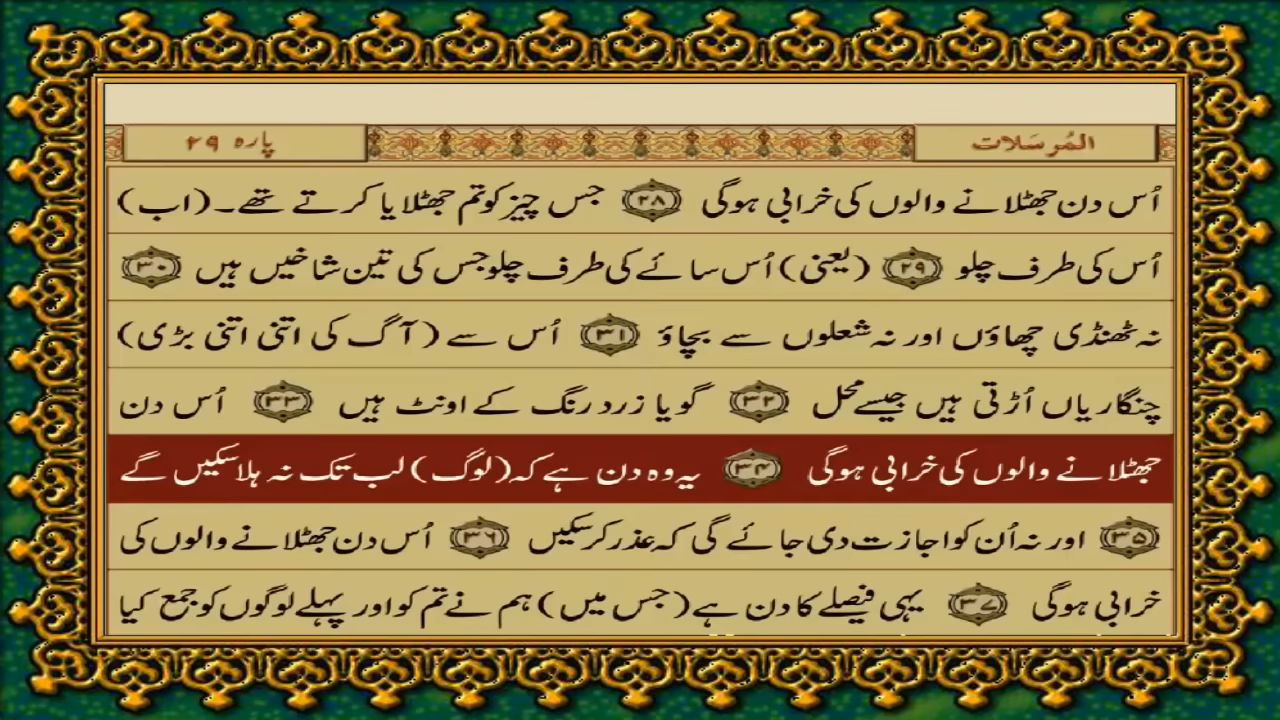 المُرسَلات
پارہ ۲۹
اُس دن جھٹلانے والوں کی خرابی ہوگی ۲۸ جس چیز کو تم جھٹلایا کرتے تھے۔ (اب)
اُس کی طرف چلو ۲۹ (یعنی) اُس سائے کی طرف چلو جس کی تین شاخیں ہیں ۳۰
نہ ٹھنڈی چھاؤں اور نہ شعلوں سے بچاؤ ۳۱ اُس سے (آگ کی اتنی اتنی بڑی)
چنگاریاں اُڑتی ہیں جیسے محل ۳۲ گویا زرد رنگ کے اونٹ ہیں ۳۳ اُس دن
جھٹلانے والوں کی خرابی ہوگی ۳۴ یہ وہ دن ہے کہ (لوگ) لب تک نہ ہلا سکیں گے
۳۵ اور نہ اُن کو اجازت دی جائے گی کہ عذر کرسکیں ۳۶ اُس دن جھٹلانے والوں کی
خرابی ہوگی ۳۷ یہی فیصلے کا دن ہے (جس میں) ہم نے تم کو اور پہلے لوگوں کو جمع کیا